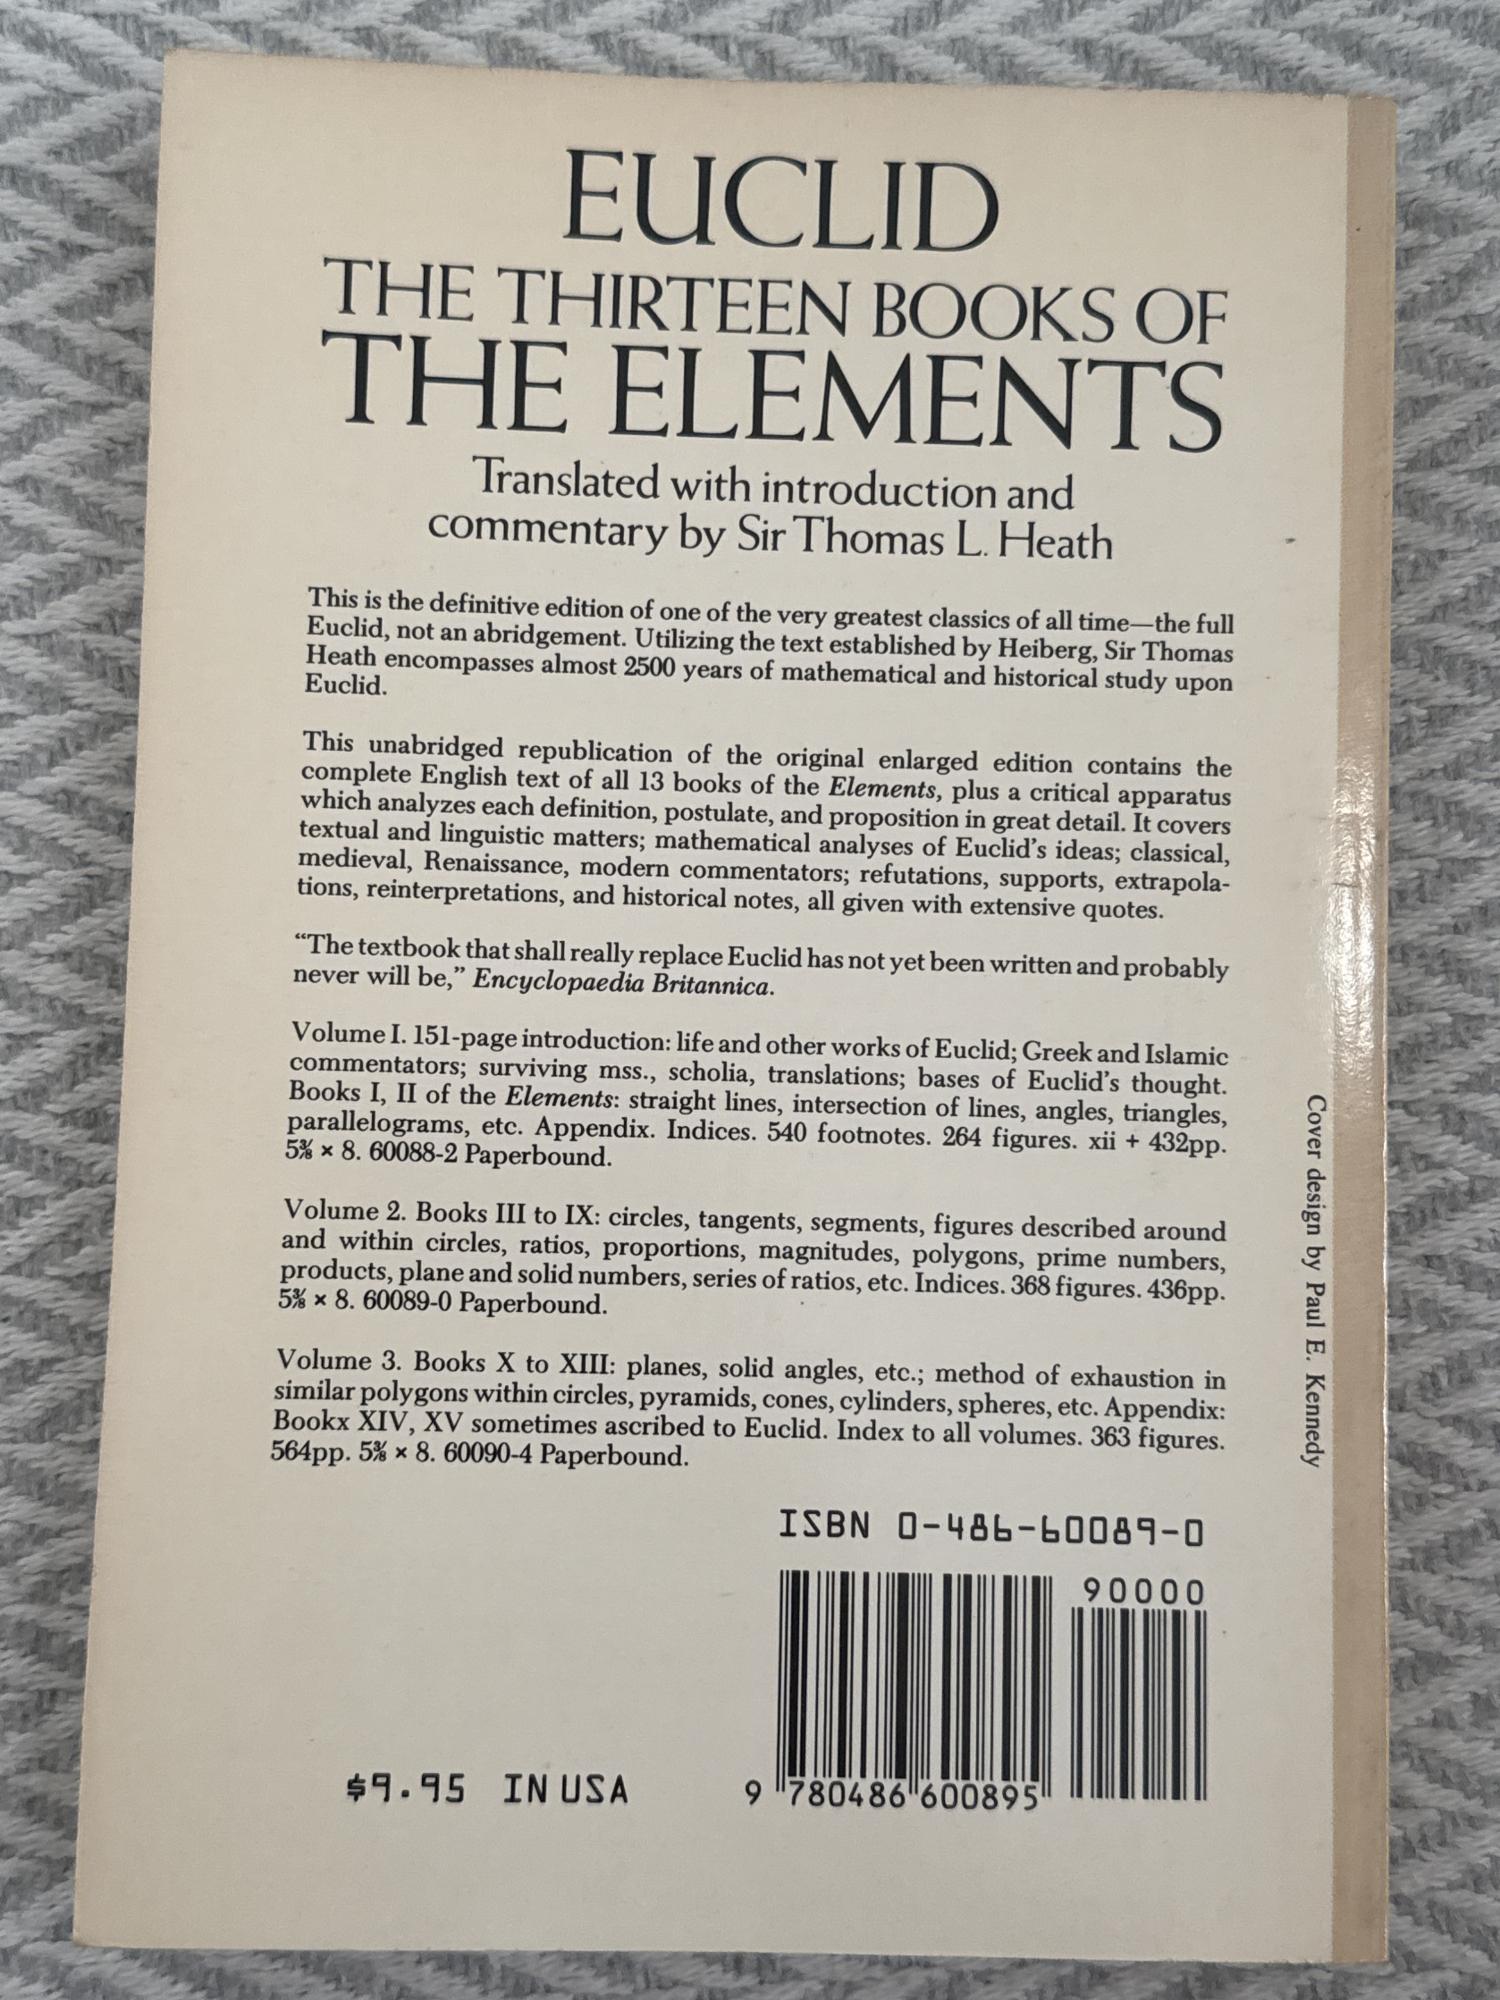 EUCLID
THE THIRTEEN BOOKS OF
THE ELEMENTS
Translated with introduction and
commentary by Sir Thomas L. Heath
This is the definitive edition of one of the very greatest classics of all time—the full
Euclid, not an abridgement. Utilizing the text established by Heiberg, Sir Thomas
Heath encompasses almost 2500 years of mathematical and historical study upon
Euclid.
This unabridged republication of the original enlarged edition contains the
complete English text of all 13 books of the Elements, plus a critical apparatus
which analyzes each definition, postulate, and proposition in great detail. It covers
textual and linguistic matters; mathematical analyses of Euclid's ideas; classical,
medieval, Renaissance, modern commentators; refutations, supports, extrapola-
tions, reinterpretations, and historical notes, all given with extensive quotes.
“The textbook that shall really replace Euclid has not yet been written and probably
never will be,” Encyclopaedia Britannica.
Volume I. 151-page introduction: life and other works of Euclid; Greek and Islamic
commentators; surviving mss., scholia, translations; bases of Euclid's thought.
Books I, II of the Elements: straight lines, intersection of lines, angles, triangles,
parallelograms, etc. Appendix. Indices. 540 footnotes. 264 figures. xii + 432pp.
5⅜ × 8. 60088-2 Paperbound.
Volume 2. Books III to IX: circles, tangents, segments, figures described around
and within circles, ratios, proportions, magnitudes, polygons, prime numbers,
products, plane and solid numbers, series of ratios, etc. Indices. 368 figures. 436pp.
5⅜ × 8. 60089-0 Paperbound.
Volume 3. Books X to XIII: planes, solid angles, etc.; method of exhaustion in
similar polygons within circles, pyramids, cones, cylinders, spheres, etc. Appendix:
Bookx XIV, XV sometimes ascribed to Euclid. Index to all volumes. 363 figures.
564pp. 5⅜ × 8. 60090-4 Paperbound.
Cover design by Paul E. Kennedy
ISBN 0-486-60089-0
90000
$9.95 IN USA
9 780486 600895